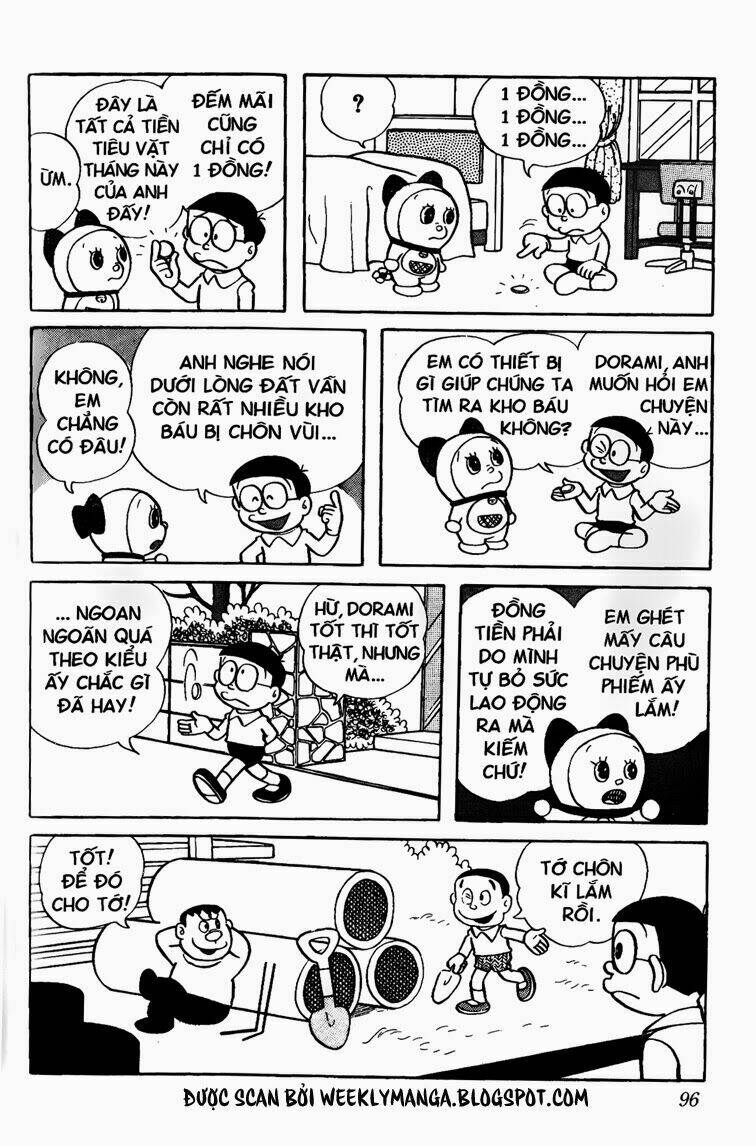 1 ĐỒNG...
1 ĐỒNG...
1 ĐỒNG...
?
ĐẾM MÃI
CŨNG
CHỈ CÓ
1 ĐỒNG!
ĐÂY LÀ
TẤT CẢ TIỀN
TIÊU VẶT
THÁNG NÀY
CỦA ANH
ĐẤY!
ỪM.
DORAMI, ANH
MUỐN HỎI EM
CHUYỆN
NÀY...
EM CÓ THIẾT BỊ
GÌ GIÚP CHÚNG TA
TÌM RA KHO BÁU
KHÔNG?
ANH NGHE NÓI
DƯỚI LÒNG ĐẤT VẪN
CÒN RẤT NHIỀU KHO
BÁU BỊ CHÔN VÙI...
KHÔNG,
EM
CHẲNG
CÓ ĐÂU!
EM GHÉT
MẤY CÂU
CHUYỆN PHÙ
PHIẾM ẤY
LẮM!
ĐỒNG
TIỀN PHẢI
DO MÌNH
TỰ BỎ SỨC
LAO ĐỘNG
RA MÀ
KIẾM
CHỨ!
HỪ, DORAMI
TỐT THÌ TỐT
THẬT, NHƯNG
MÀ...
... NGOAN
NGOÃN QUÁ
THEO KIỂU
ẤY CHẮC GÌ
ĐÃ HAY!
TỚ CHÔN
KĨ LẮM
RỒI.
TỐT!
ĐỂ ĐÓ
CHO TỚ!
ĐƯỢC SCAN BỞI WEEKLYMANGA.BLOGSPOT.COM
96